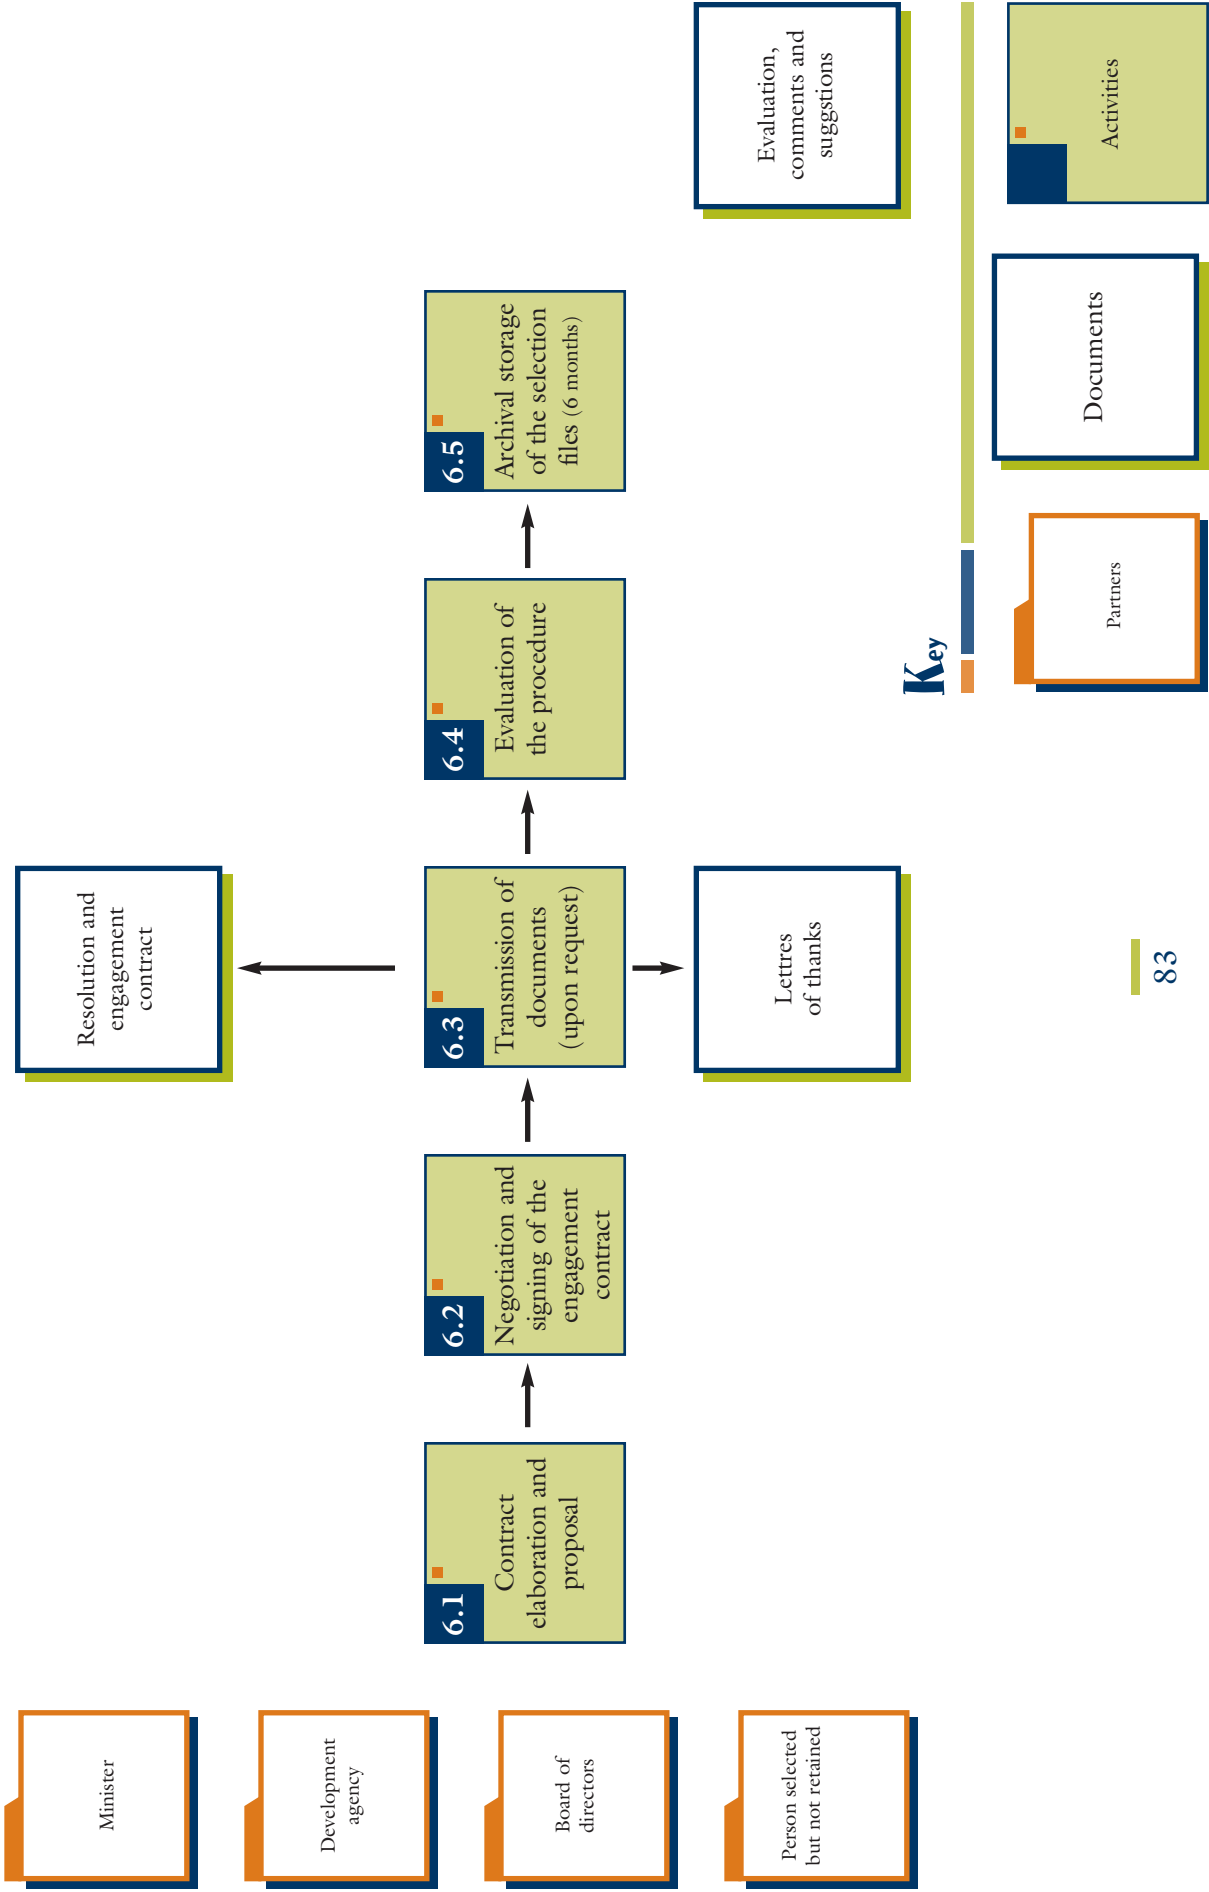 Minister
Development
agency
Board of
directors
Person selected
but not retained
6.1
Contract
elaboration and
proposal
6.2
Negotiation and
signing of the
engagement
contract
Resolution and
engagement
contract
6.3
Transmission of
documents
(upon request)
Lettres
of thanks
6.4
Evaluation of
the procedure
6.5
Archival storage
of the selection
files (6 months)
Evaluation,
comments and
suggstions
Key
Partners
Documents
Activities
83